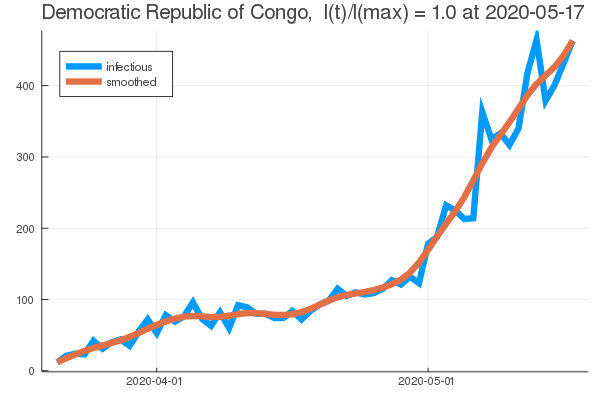 Democratic Republic of Congo, I(t)/I(max) = 1.0 at 2020-05-17
infectious
smoothed
400
300
200
100
0
2020-04-01
2020-05-01